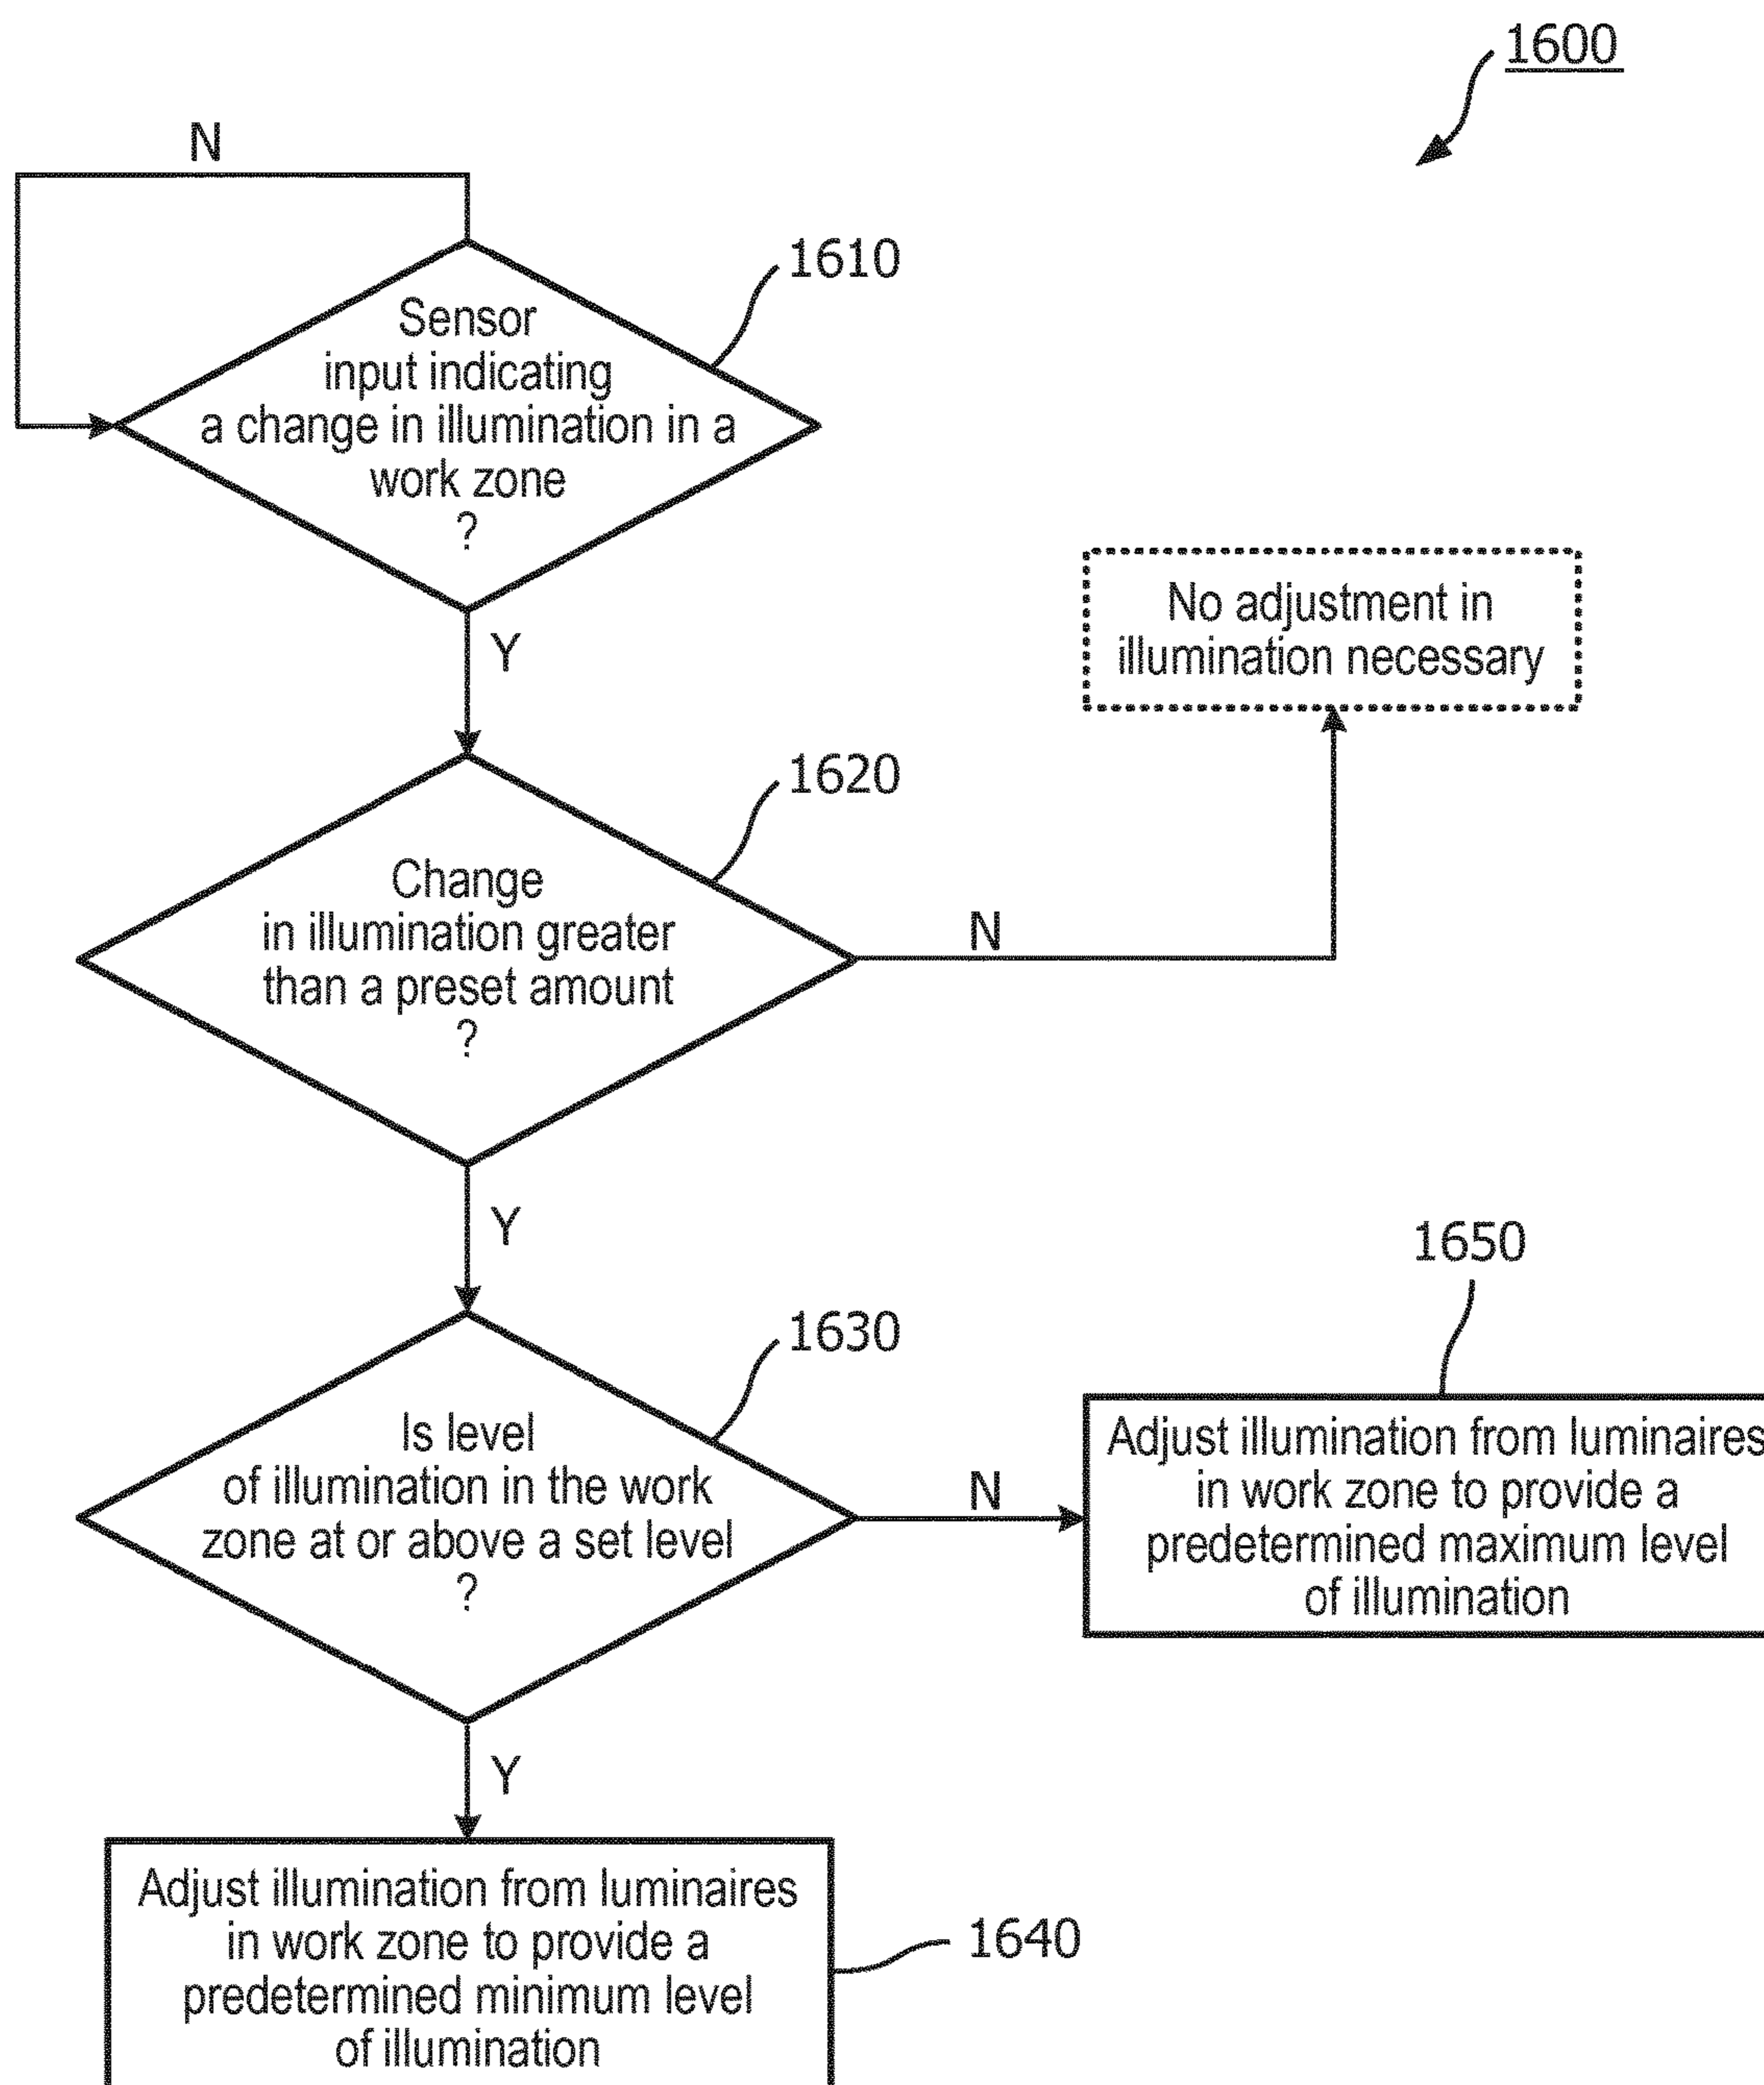 1600
N
1610
Sensor
input indicating
a change in illumination in a
work zone
?
Y
No adjustment in
illumination necessary
1620
Change
in illumination greater
than a preset amount
?
N
Y
1650
1630
Is level
of illumination in the work
zone at or above a set level
?
N
Adjust illumination from luminaires
in work zone to provide a
predetermined maximum level
of illumination
Y
Adjust illumination from luminaires
in work zone to provide a
predetermined minimum level
of illumination
1640